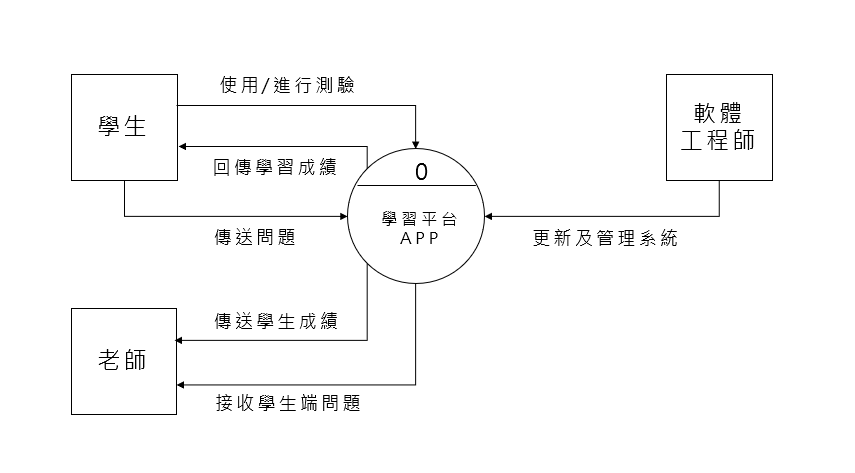 使用/進行測驗
學生
軟體
工程師
回傳學習成績
0
學習平台
APP
傳送問題
更新及管理系統
傳送學生成績
老師
接收學生端問題